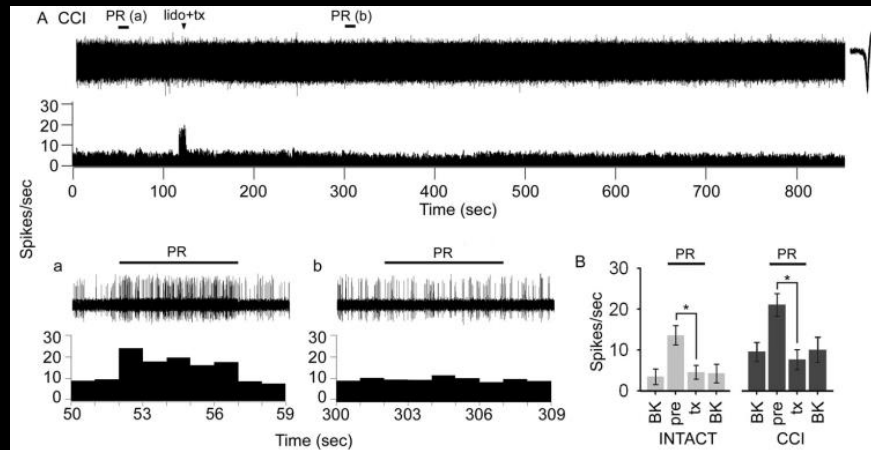 A CCI
PR (a)
lido+tx
PR (b)
30
20
10
0
0 100 200 300 400 500 600 700 800
Time (sec)
Spikes/sec
a
PR
b
PR
30
20
10
0
50 53 56 59
30
20
10
0
300 303 306 309
Time (sec)
B
PR
PR
Spikes/sec
30
20
10
0
*
*
BK pre tx BK
BK pre tx BK
INTACT
CCI